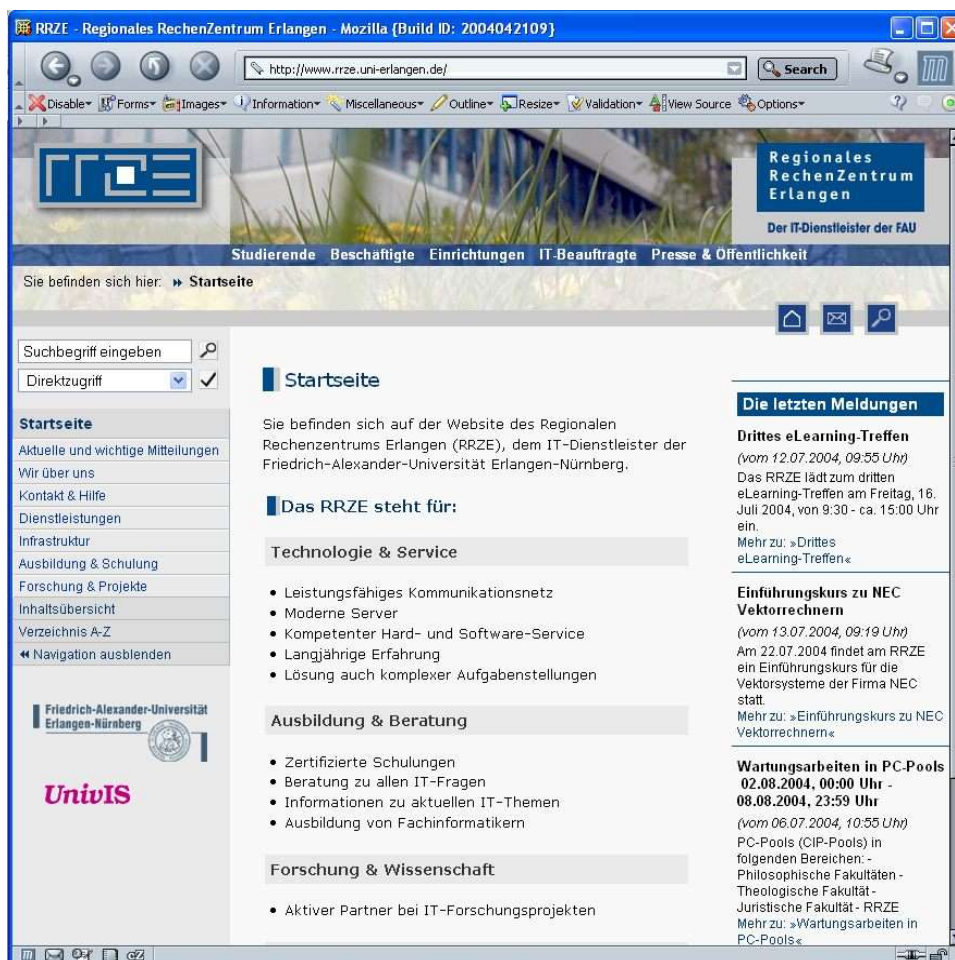 RRZE - Regionales RechenZentrum Erlangen - Mozilla {Build ID: 2004042109}
http://www.rrze.uni-erlangen.de/
Search
Disable Forms Images Information Miscellaneous Outline Resize Validation View Source Options
rrze
Regionales
RechenZentrum
Erlangen
Der IT-Dienstleister der FAU
Studierende Beschäftigte Einrichtungen IT-Beauftragte Presse & Öffentlichkeit
Sie befinden sich hier: » Startseite
Suchbegriff eingeben
Direktzugriff
Startseite
Aktuelle und wichtige Mitteilungen
Wir über uns
Kontakt & Hilfe
Dienstleistungen
Infrastruktur
Ausbildung & Schulung
Forschung & Projekte
Inhaltsübersicht
Verzeichnis A-Z
« Navigation ausblenden
Friedrich-Alexander-Universität
Erlangen-Nürnberg
UnivIS
Startseite
Sie befinden sich auf der Website des Regionalen
Rechenzentrums Erlangen (RRZE), dem IT-Dienstleister der
Friedrich-Alexander-Universität Erlangen-Nürnberg.
Das RRZE steht für:
Technologie & Service
• Leistungsfähiges Kommunikationsnetz
• Moderne Server
• Kompetenter Hard- und Software-Service
• Langjährige Erfahrung
• Lösung auch komplexer Aufgabenstellungen
Ausbildung & Beratung
• Zertifizierte Schulungen
• Beratung zu allen IT-Fragen
• Informationen zu aktuellen IT-Themen
• Ausbildung von Fachinformatikern
Forschung & Wissenschaft
• Aktiver Partner bei IT-Forschungsprojekten
Die letzten Meldungen
Drittes eLearning-Treffen
(vom 12.07.2004, 09:55 Uhr)
Das RRZE lädt zum dritten
eLearning-Treffen am Freitag, 16.
Juli 2004, von 9:30 - ca. 15:00 Uhr
ein.
Mehr zu: »Drittes
eLearning-Treffen«
Einführungskurs zu NEC
Vektorrechnern
(vom 13.07.2004, 09:19 Uhr)
Am 22.07.2004 findet am RRZE
ein Einführungskurs für die
Vektorsysteme der Firma NEC
statt.
Mehr zu: »Einführungskurs zu NEC
Vektorrechnern«
Wartungsarbeiten in PC-Pools
02.08.2004, 00:00 Uhr -
08.08.2004, 23:59 Uhr
(vom 06.07.2004, 10:55 Uhr)
PC-Pools (CIP-Pools) in
folgenden Bereichen: -
Philosophische Fakultäten -
Theologische Fakultät -
Juristische Fakultät - RRZE
Mehr zu: »Wartungsarbeiten in
PC-Pools«